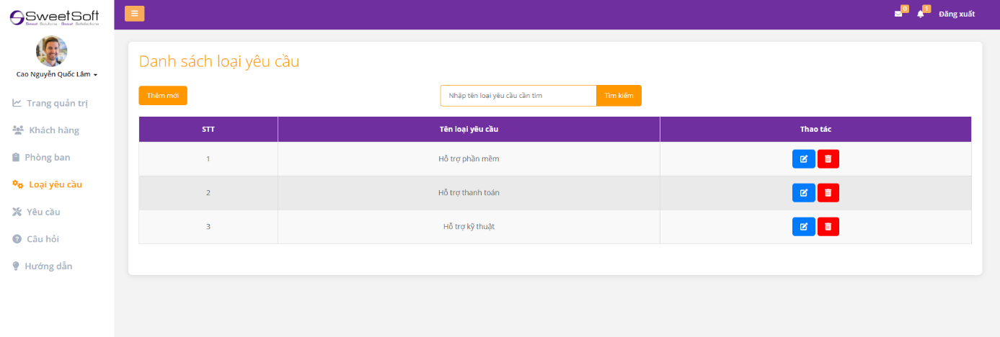 SweetSoft
Sweet Solutions - Sweet Satisfactions
0
1
Đăng xuất
Cao Nguyễn Quốc Lâm
Trang quản trị
Khách hàng
Phòng ban
Loại yêu cầu
Yêu cầu
Câu hỏi
Hướng dẫn
Danh sách loại yêu cầu
Thêm mới
Nhập tên loại yêu cầu cần tìm
Tìm kiếm
STT Tên loại yêu cầu Thao tác
1 Hỗ trợ phần mềm
2 Hỗ trợ thanh toán
3 Hỗ trợ kỹ thuật